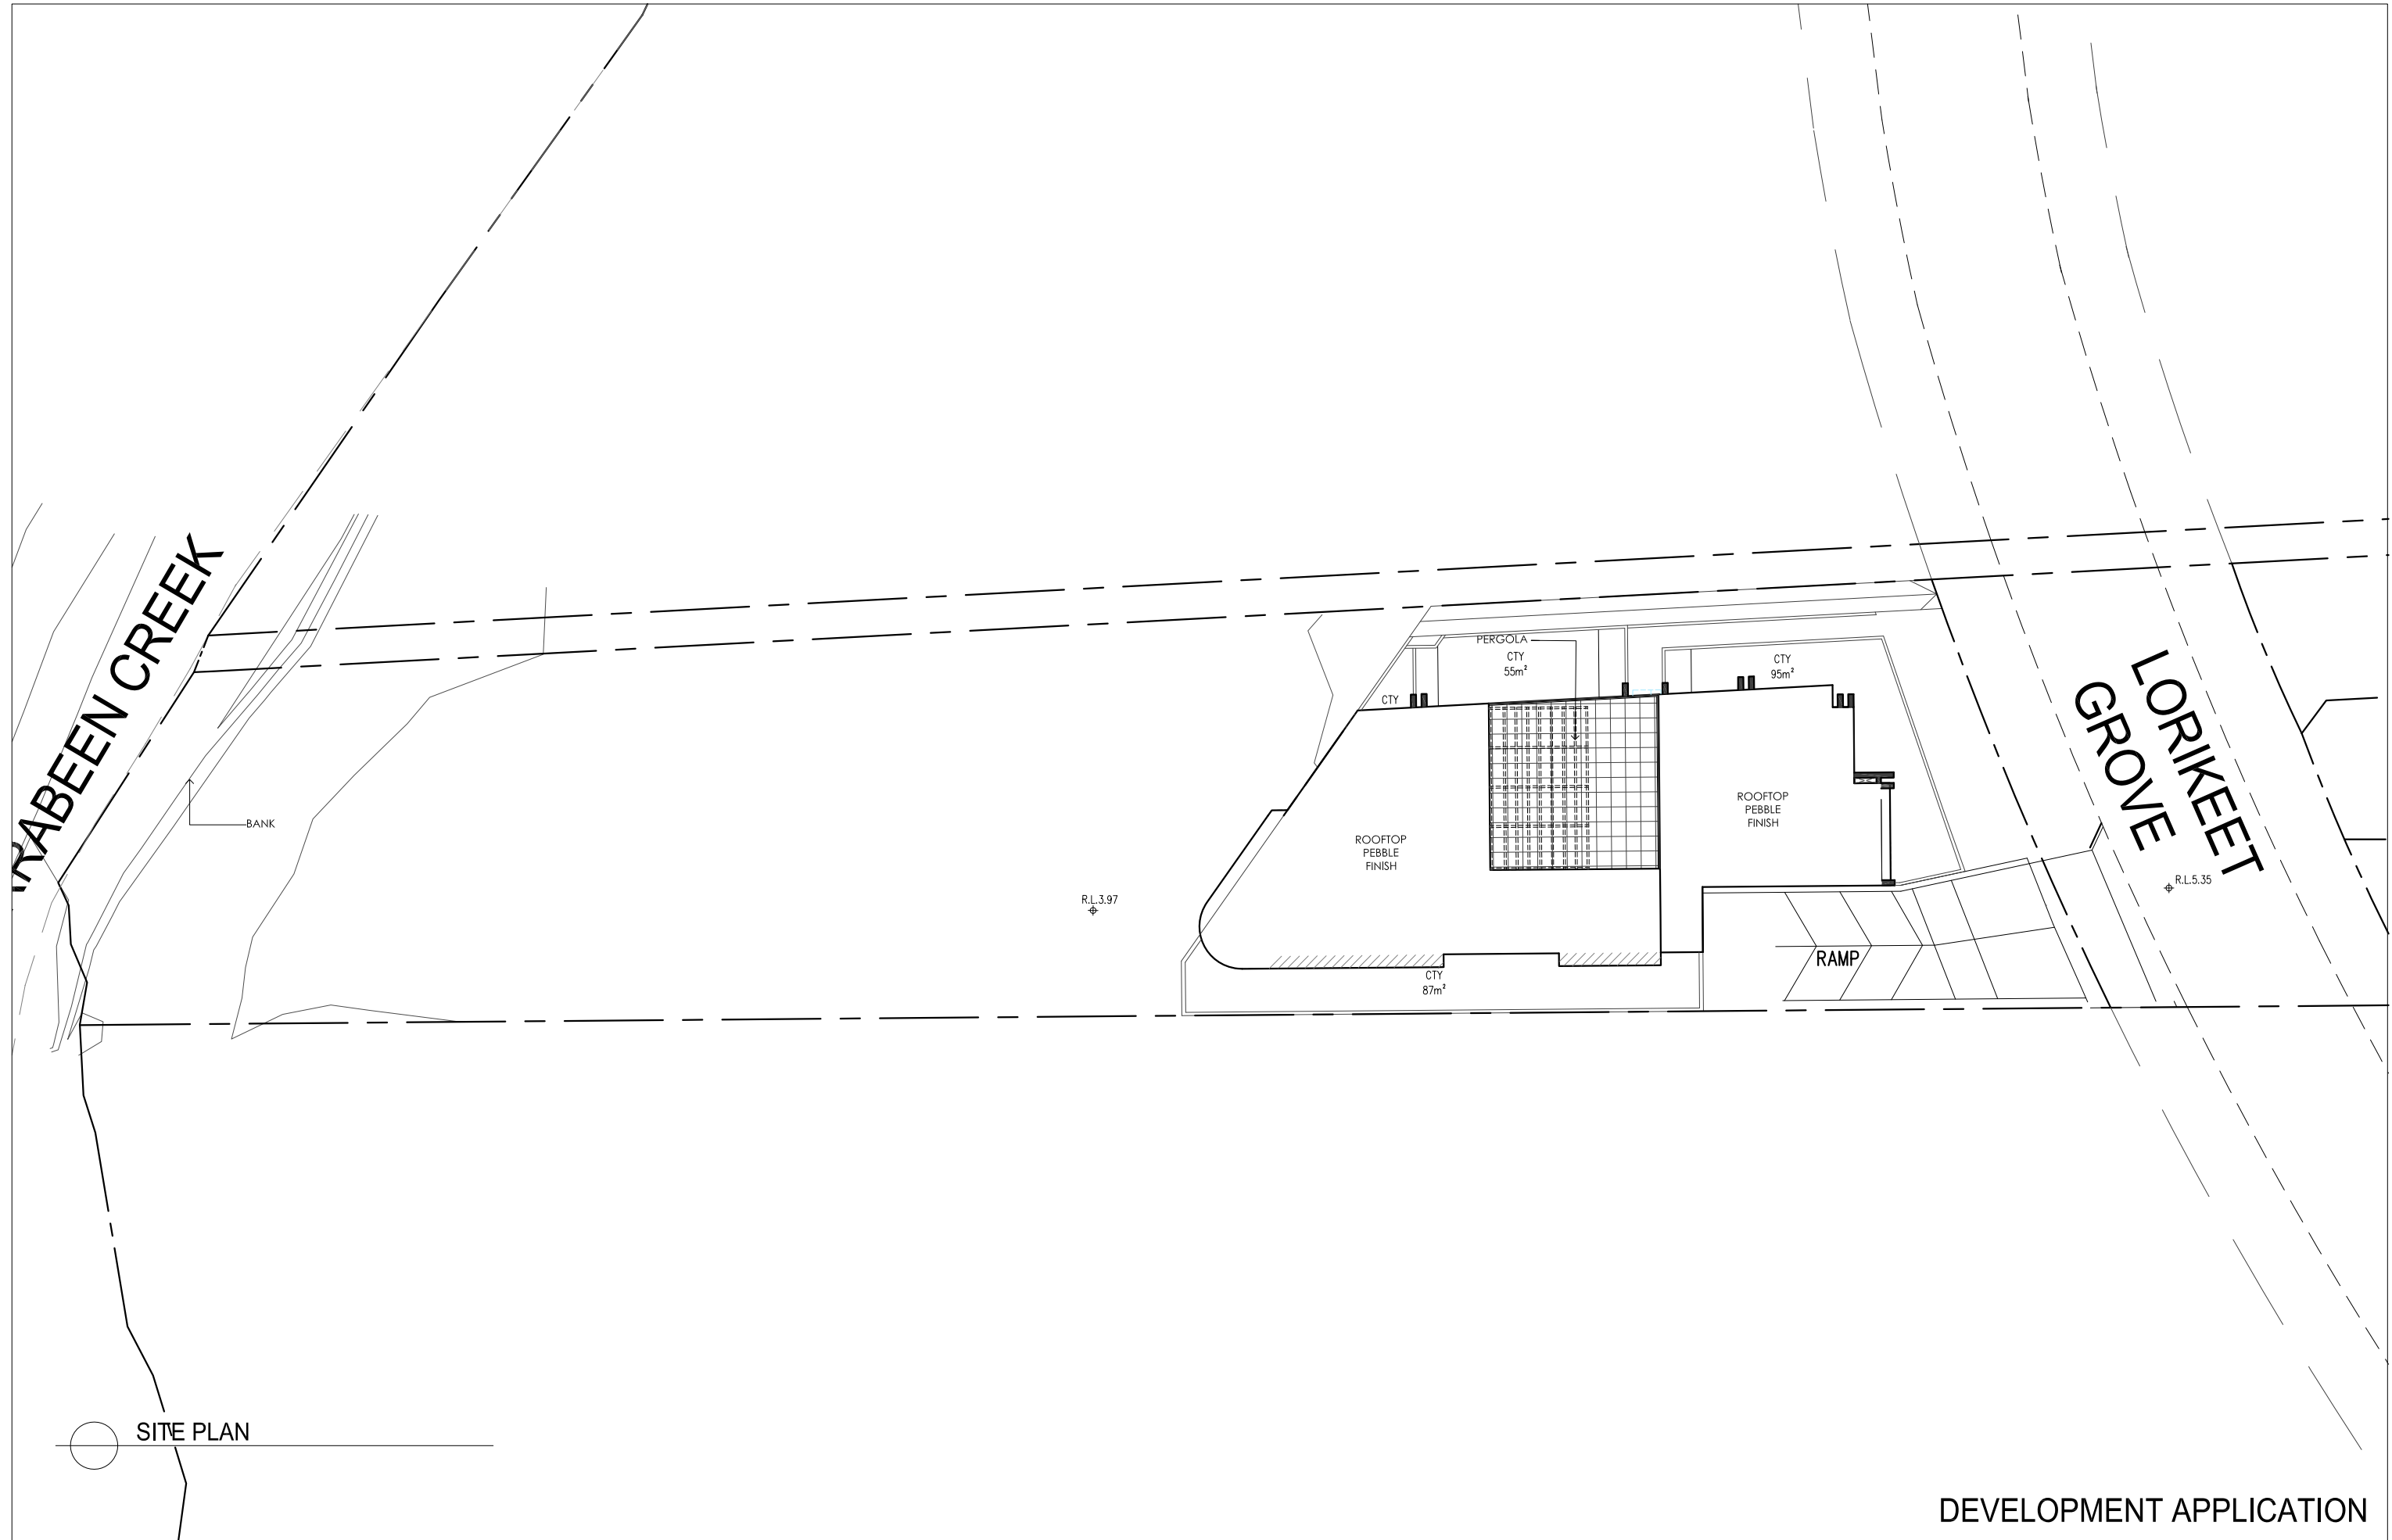 RABEEN CREEK
LORIKEET
GROVE
PERGOLA
CTY
55m²
CTY
95m²
CTY
BANK
ROOFTOP
PEBBLE
FINISH
ROOFTOP
PEBBLE
FINISH
R.L.3.97
R.L.5.35
RAMP
CTY
87m²
SITE PLAN
DEVELOPMENT APPLICATION